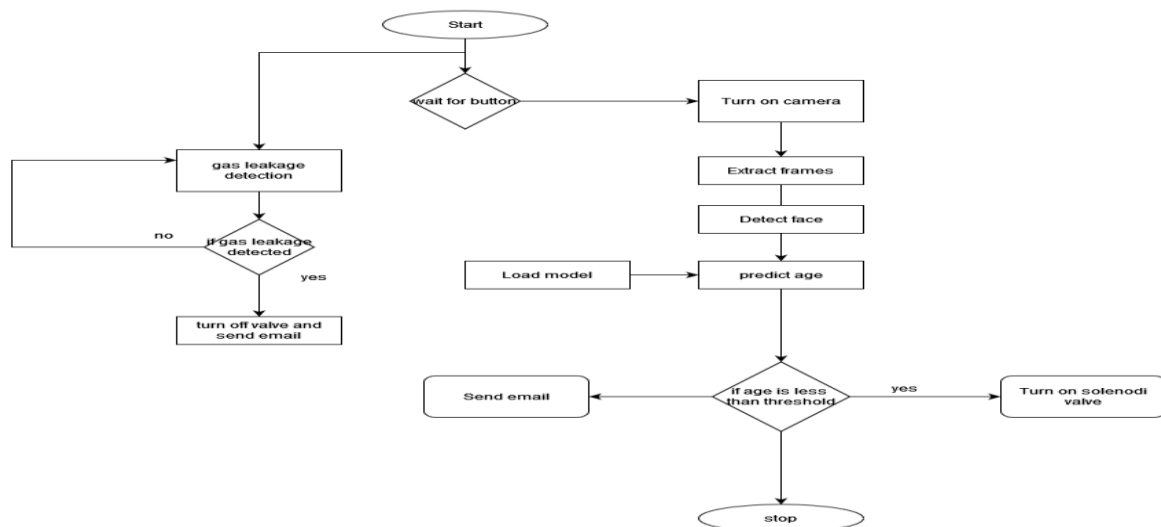 Start
wait for button
Turn on camera
gas leakage
detection
Extract frames
Detect face
no
if gas leakage
detected
yes
Load model
predict age
turn off valve and
send email
Send email
if age is less
than threshold
yes
Turn on solenodi
valve
stop